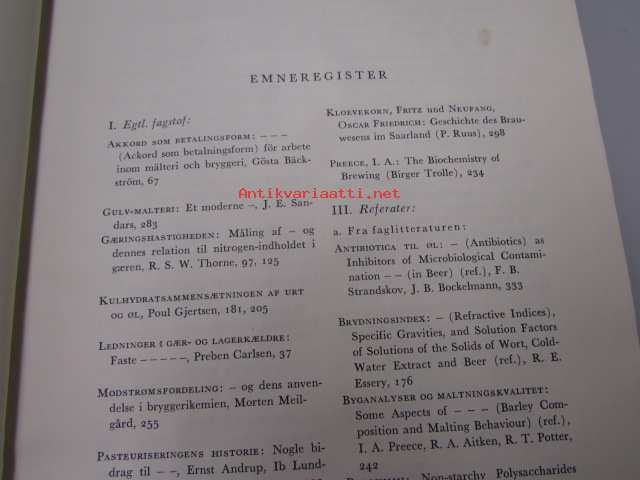 EMNEREGISTER
I. Egtl. fagstof:
AKKORD SOM BETALINGSFORM: – – –
(Ackord som betalningsform) för arbete
inom mälteri och bryggeri, Gösta Bäck-
ström, 67
GULV-MALTERI: Et moderne –, J. E. San-
dars, 283
GÆRINGSHASTIGHEDEN: Måling af – og
dennes relation til nitrogen-indholdet i
gæren, R. S. W. Thorne, 97, 125
KULHYDRATSAMMENSÆTNINGEN AF URT
OG ØL, Poul Gjertsen, 181, 205
LEDNINGER I GÆR- OG LAGERKÆLDRE:
Faste – – – – –, Preben Carlsen, 37
MODSTRØMSFORDELING: – og dens anven-
delse i bryggerikemien, Morten Meil-
gård, 255
PASTEURISERINGENS HISTORIE: Nogle bi-
drag til – –, Ernst Andrup, Ib Lund-
KLOEVEKORN, FRITZ und NEUFANG,
OSCAR FRIEDRICH: Geschichte des Brau-
wesens im Saarland (P. Ruus), 298
PREECE, I. A.: The Biochemistry of
Brewing (Birger Trolle), 234
III. Referater:
a. Fra faglitteraturen:
ANTIBIOTICA TIL ØL: – (Antibiotics) as
Inhibitors of Microbiological Contami-
nation – – (in Beer) (ref.), F. B.
Strandskov, J. B. Bockelmann, 333
BRYDNINGSINDEX: – (Refractive Indices),
Specific Gravities, and Solution Factors
of Solutions of the Solids of Wort, Cold-
Water Extract and Beer (ref.), R. E.
Essery, 176
BYGANALYSER OG MALTNINGSKVALITET:
Some Aspects of – – – (Barley Com-
position and Malting Behaviour) (ref.),
I. A. Preece, R. A. Aitken, R. T. Potter,
242
Non-starchy Polysaccharides
Antikvariaatti.net